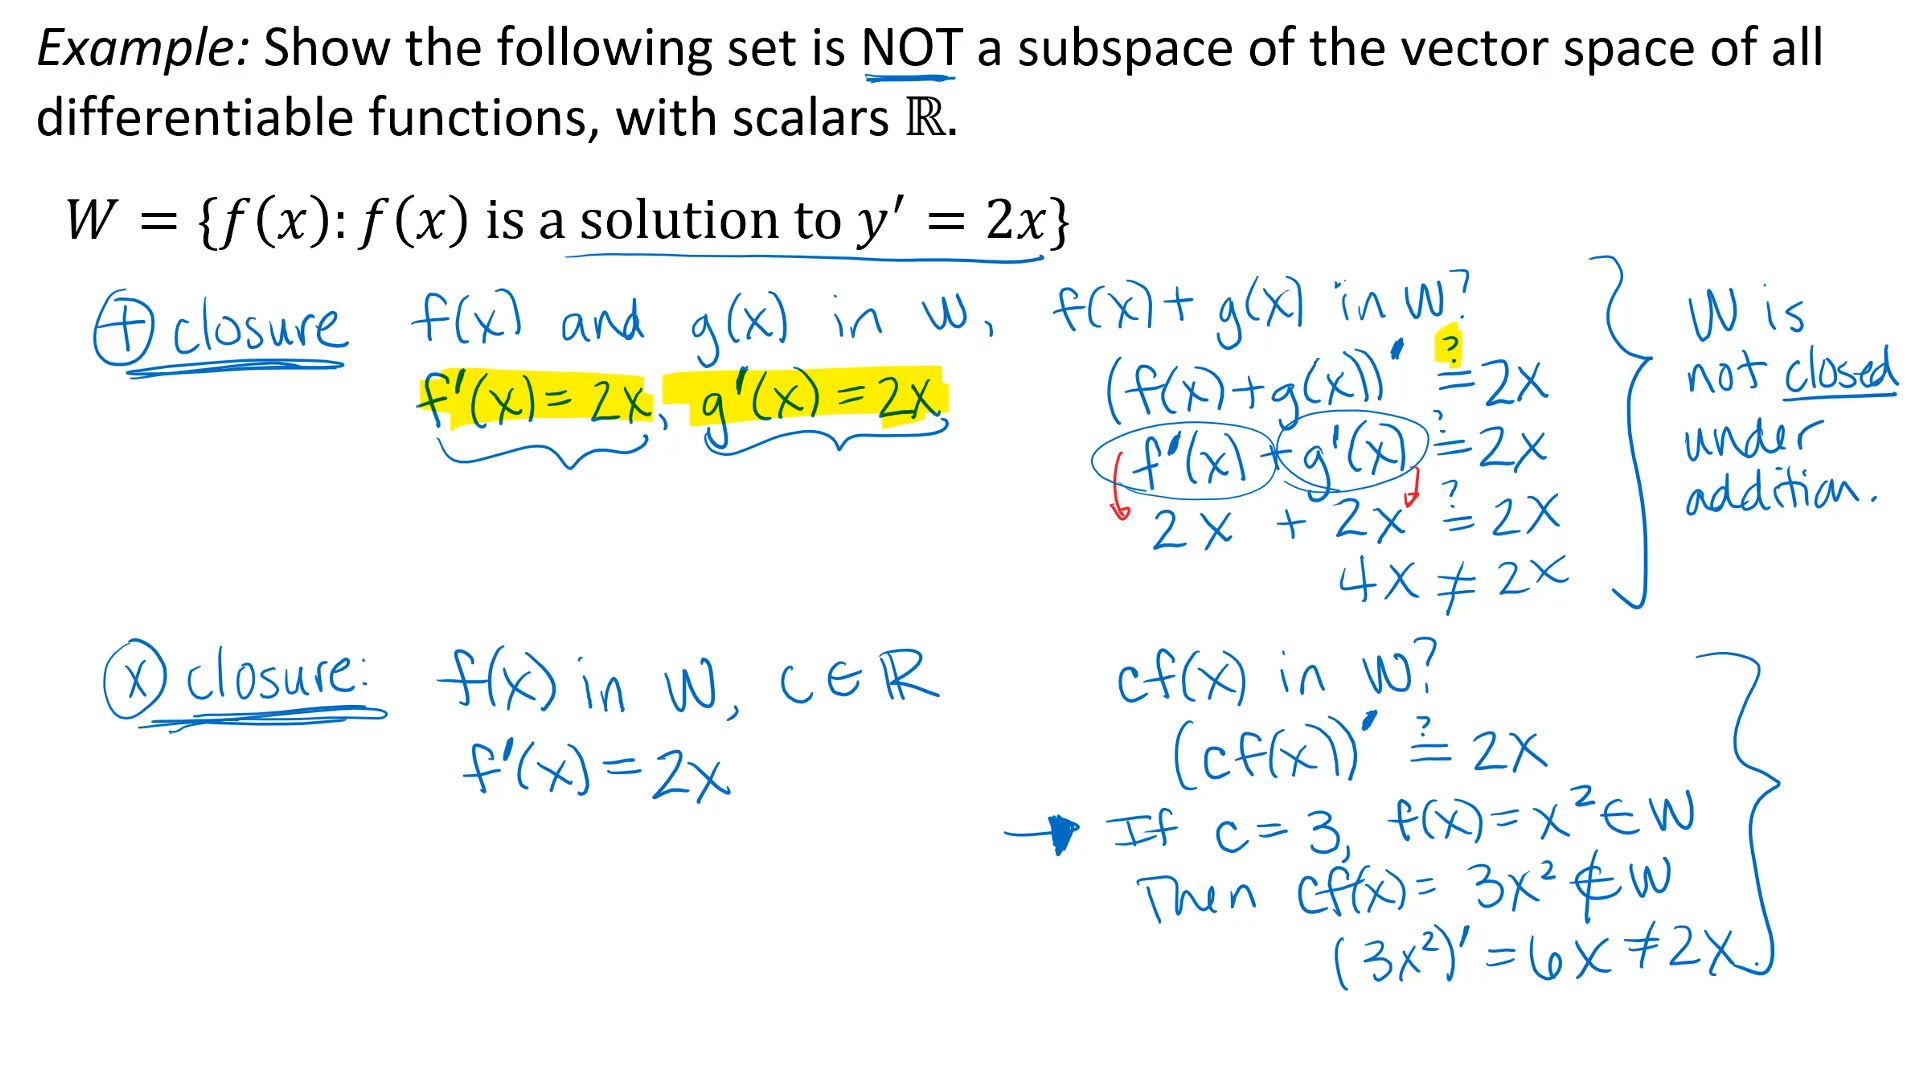 Example: Show the following set is NOT a subspace of the vector space of all
differentiable functions, with scalars ℝ.
W = {f(x): f(x) is a solution to y′ = 2x}
+ closure f(x) and g(x) in W, f(x) + g(x) in W?
f'(x) = 2x, g'(x) = 2x
(f(x)+g(x))' ?= 2x
f'(x) + g'(x) ?= 2x
2x + 2x ?= 2x
4x ≠ 2x
W is
not closed
under
addition.
x closure: f(x) in W, c ∈ ℝ cf(x) in W?
f'(x) = 2x
(cf(x))' ?= 2x
If c = 3, f(x) = x² ∈ W
Then cf(x) = 3x² ∉ W
(3x²)' = 6x ≠ 2x.